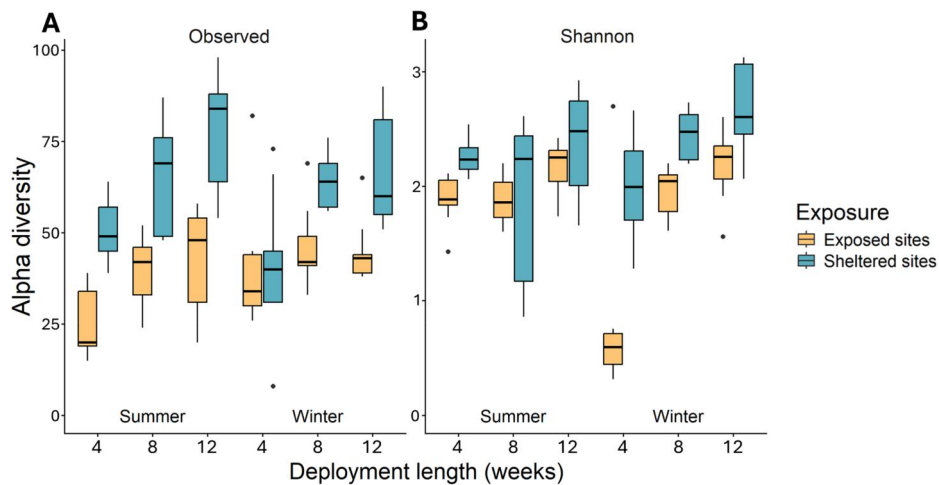 A
B
Observed
Shannon
Alpha diversity
100
75
50
25
0
Summer
Winter
4
8
12
4
8
12
3
2
1
0
Summer
Winter
4
8
12
4
8
12
Deployment length (weeks)
Exposure
Exposed sites
Sheltered sites